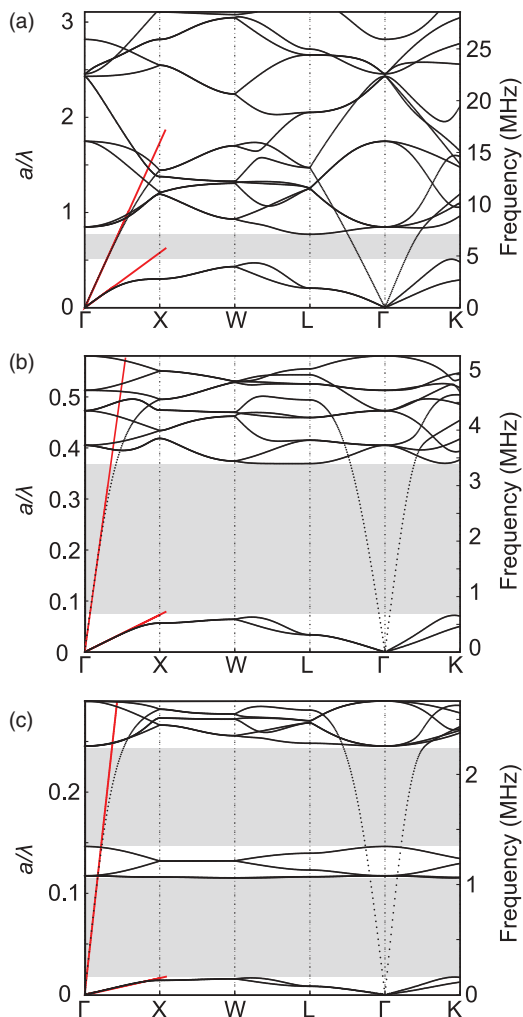 (a)
3
2
1
0
a/λ
25
20
15
10
5
0
Frequency (MHz)
Γ X W L Γ K
(b)
0.5
0.4
0.3
0.2
0.1
0
a/λ
5
4
3
2
1
0
Frequency (MHz)
Γ X W L Γ K
(c)
0.2
0.1
0
a/λ
2
1
0
Frequency (MHz)
Γ X W L Γ K